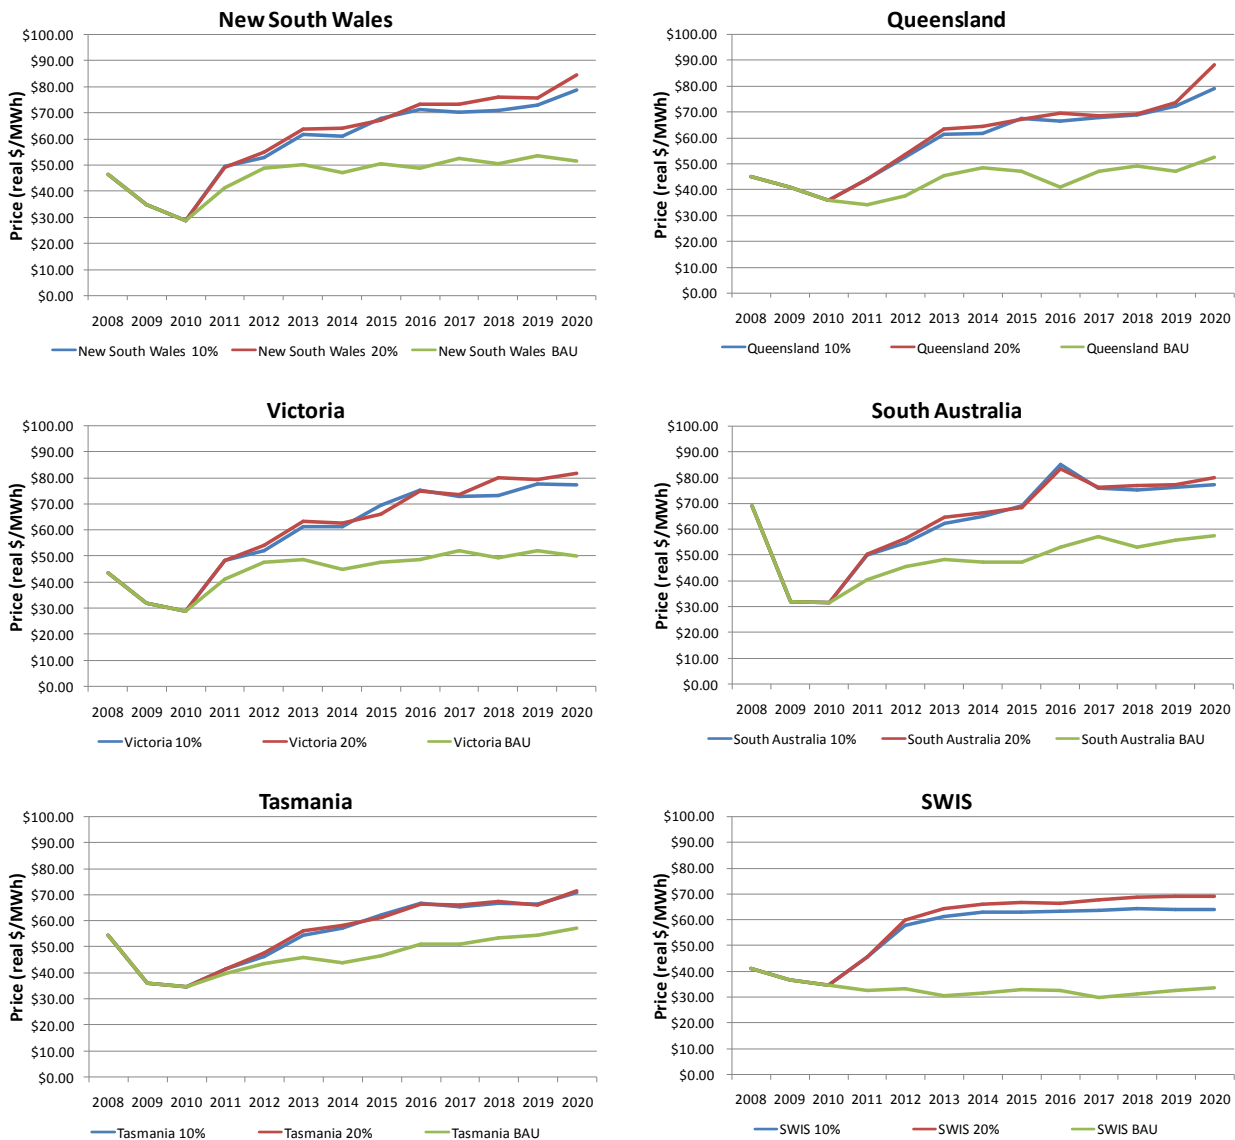 New South Wales
Price (real $/MWh)
$100.00
$90.00
$80.00
$70.00
$60.00
$50.00
$40.00
$30.00
$20.00
$10.00
$0.00
2008 2009 2010 2011 2012 2013 2014 2015 2016 2017 2018 2019 2020
New South Wales 10% New South Wales 20% New South Wales BAU
Queensland
Price (real $/MWh)
$100.00
$90.00
$80.00
$70.00
$60.00
$50.00
$40.00
$30.00
$20.00
$10.00
$0.00
2008 2009 2010 2011 2012 2013 2014 2015 2016 2017 2018 2019 2020
Queensland 10% Queensland 20% Queensland BAU
Victoria
Price (real $/MWh)
$100.00
$90.00
$80.00
$70.00
$60.00
$50.00
$40.00
$30.00
$20.00
$10.00
$0.00
2008 2009 2010 2011 2012 2013 2014 2015 2016 2017 2018 2019 2020
Victoria 10% Victoria 20% Victoria BAU
South Australia
Price (real $/MWh)
$100.00
$90.00
$80.00
$70.00
$60.00
$50.00
$40.00
$30.00
$20.00
$10.00
$0.00
2008 2009 2010 2011 2012 2013 2014 2015 2016 2017 2018 2019 2020
South Australia 10% South Australia 20% South Australia BAU
Tasmania
Price (real $/MWh)
$100.00
$90.00
$80.00
$70.00
$60.00
$50.00
$40.00
$30.00
$20.00
$10.00
$0.00
2008 2009 2010 2011 2012 2013 2014 2015 2016 2017 2018 2019 2020
Tasmania 10% Tasmania 20% Tasmania BAU
SWIS
Price (real $/MWh)
$100.00
$90.00
$80.00
$70.00
$60.00
$50.00
$40.00
$30.00
$20.00
$10.00
$0.00
2008 2009 2010 2011 2012 2013 2014 2015 2016 2017 2018 2019 2020
SWIS 10% SWIS 20% SWIS BAU